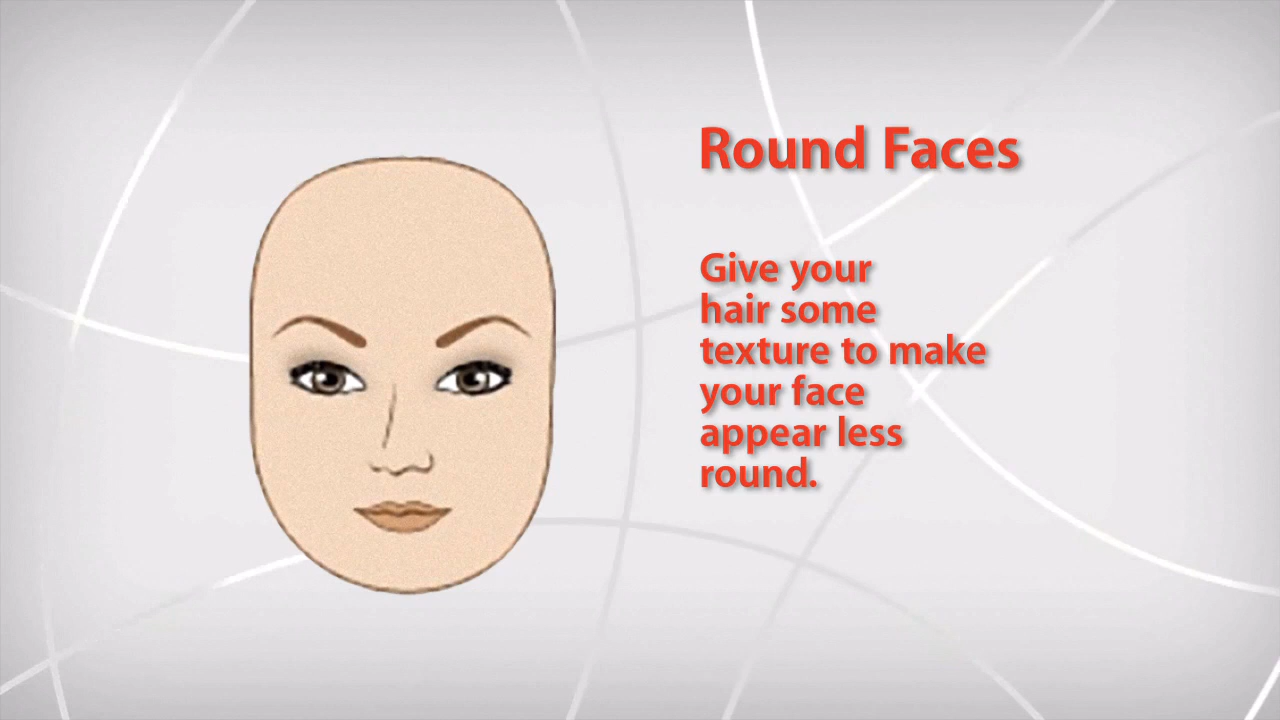 Round Faces
Give your
hair some
texture to make
your face
appear less
round.